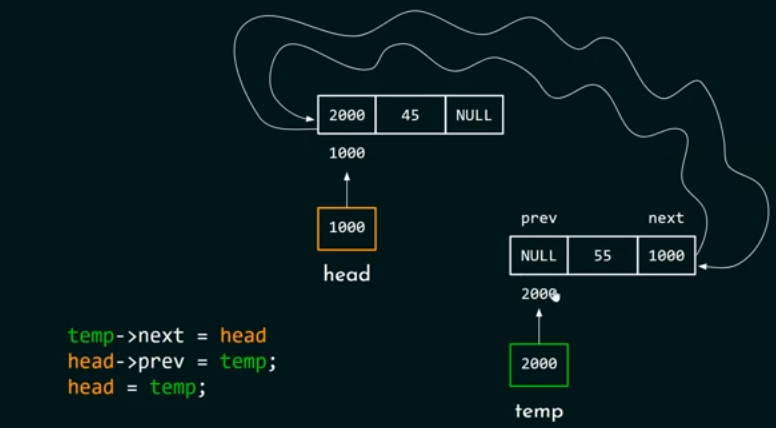 2000 45 NULL
1000
1000
head
prev next
NULL 55 1000
2000
2000
temp
temp->next = head
head->prev = temp;
head = temp;